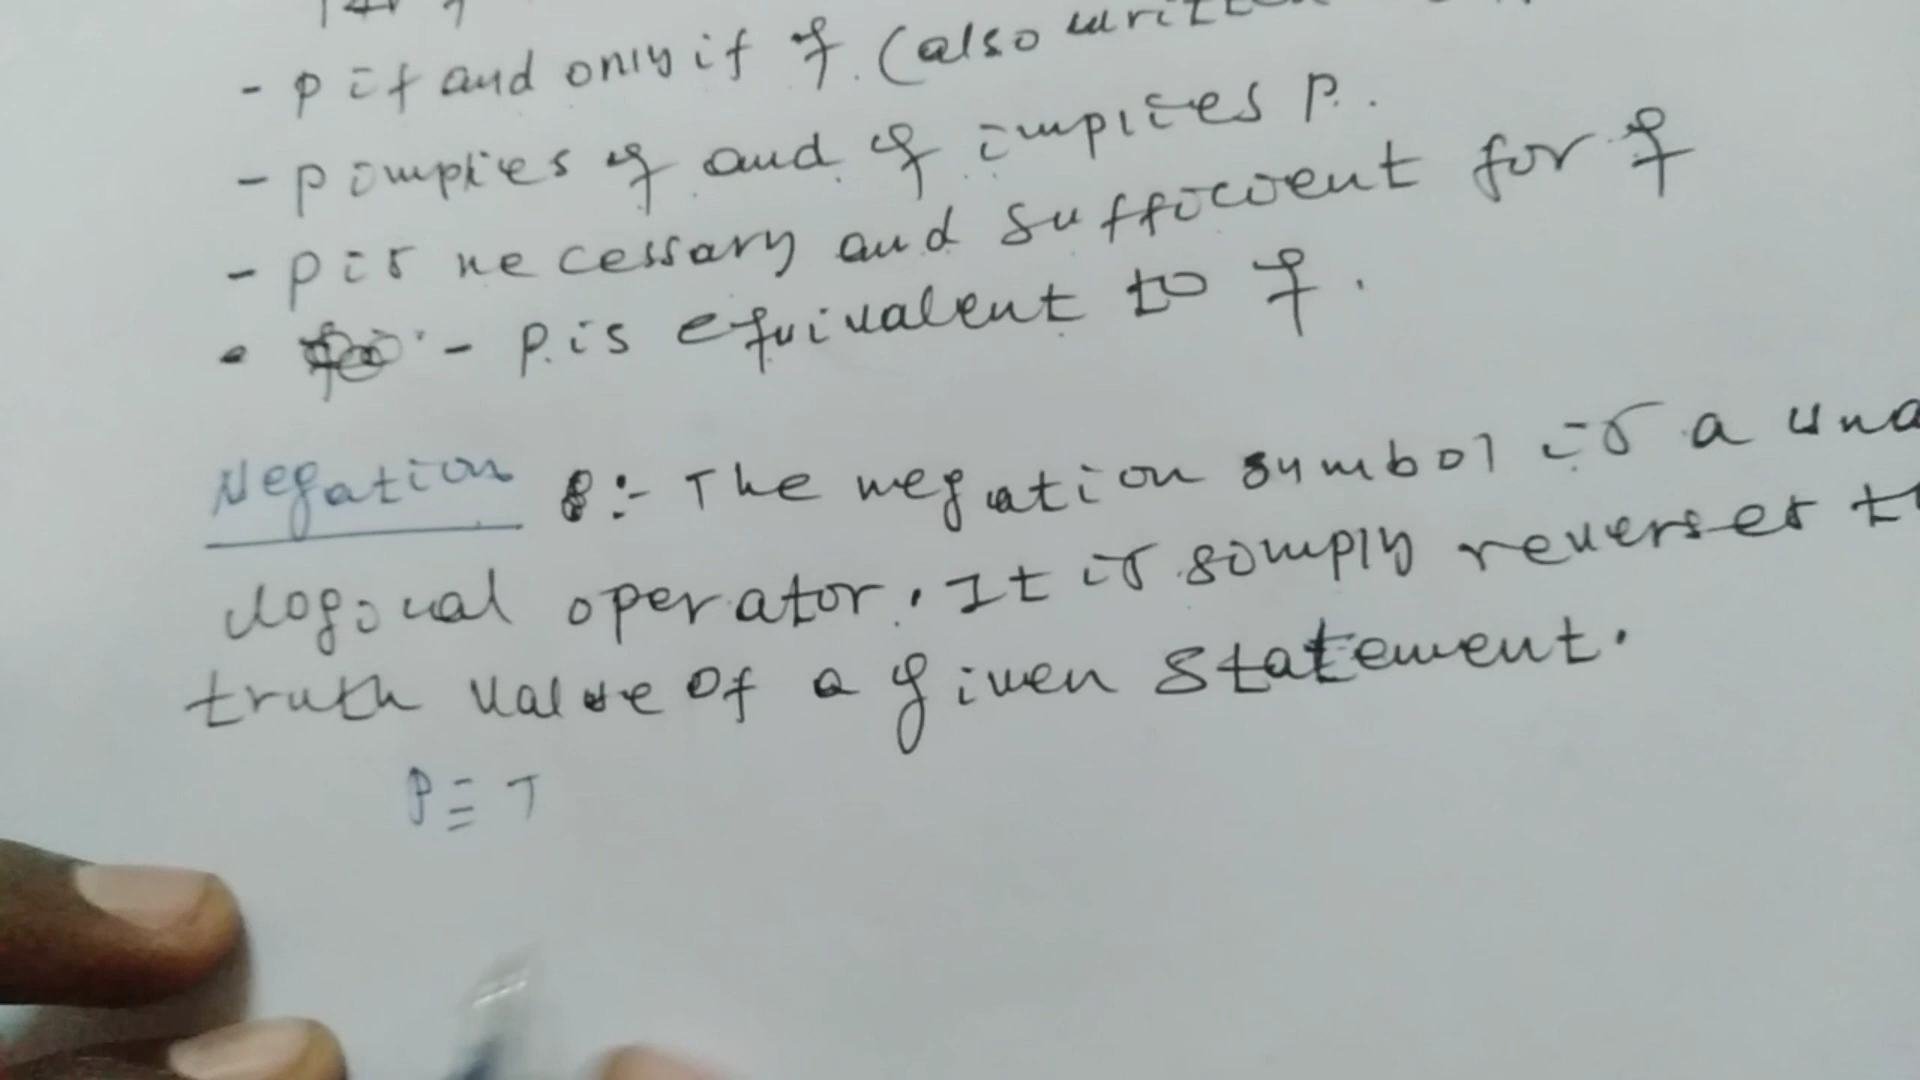 - p if and only if q. (also written
- p implies q and q implies p.
- p is necessary and sufficient for q
- p is equivalent to q.
Negation :- The negation symbol is a una
logical operator. It is simply reverses t
truth value of a given statement.
P ≡ T